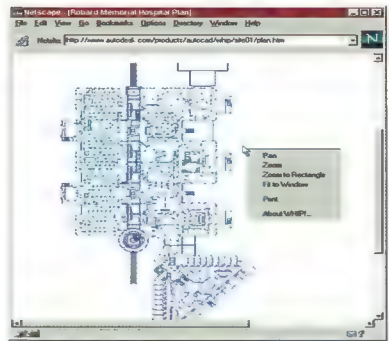 Netscape - [Robard Memorial Hospital Plan]
File Edit View Go Bookmarks Options Directory Window Help
Netsite: http://www.autodesk.com/products/autocad/whip/site01/plan.htm
N
Pan
Zoom
Zoom to Rectangle
Fit to Window
Print
About WHIP!...